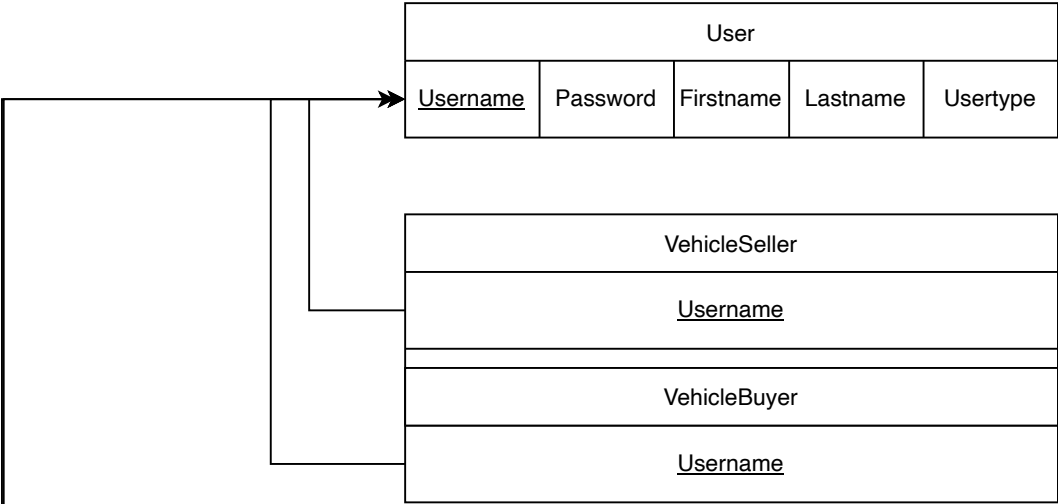 User
Username Password Firstname Lastname Usertype
VehicleSeller
Username
VehicleBuyer
Username